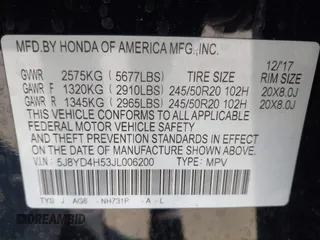 MFD. BY HONDA OF AMERICA MFG., INC.
12/17
GVWR 2575KG (5677LBS) TIRE SIZE RIM SIZE
GAWR F 1320KG (2910LBS) 245/50R20 102H 20X8.0J
GAWR R 1345KG (2965LBS) 245/50R20 102H 20X8.0J
THIS VEHICLE CONFORMS TO ALL APPLICABLE
FEDERAL MOTOR VEHICLE SAFETY, BUMPER,
AND THEFT PREVENTION STANDARDS IN EFFECT
ON THE DATE OF MANUFACTURE SHOWN ABOVE.
V.I.N.: 5J8YD4H53JL006200 TYPE: MPV
NH731P A L
DREAMBID